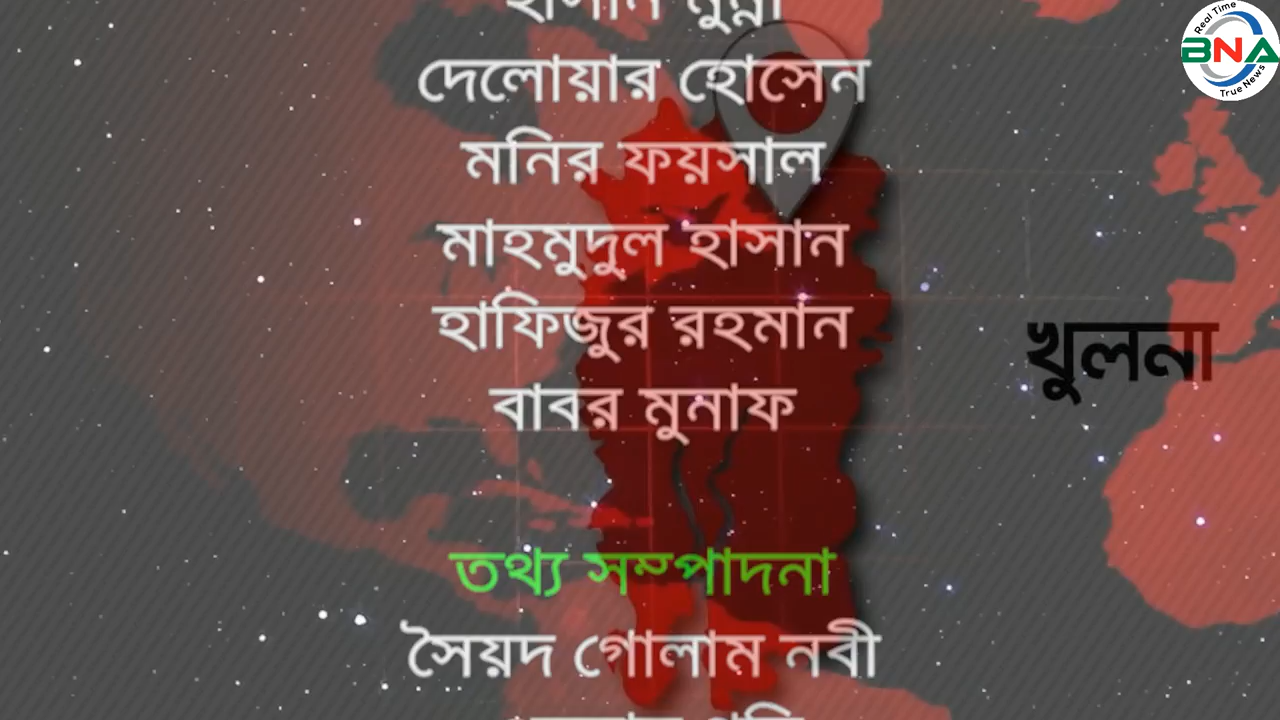 হাসান মুন্না
Real Time
BNA
True News
দেলোয়ার হোসেন
মনির ফয়সাল
মাহমুদুল হাসান
হাফিজুর রহমান
খুলনা
বাবর মুনাফ
তথ্য সম্পাদনা
সৈয়দ গোলাম নবী